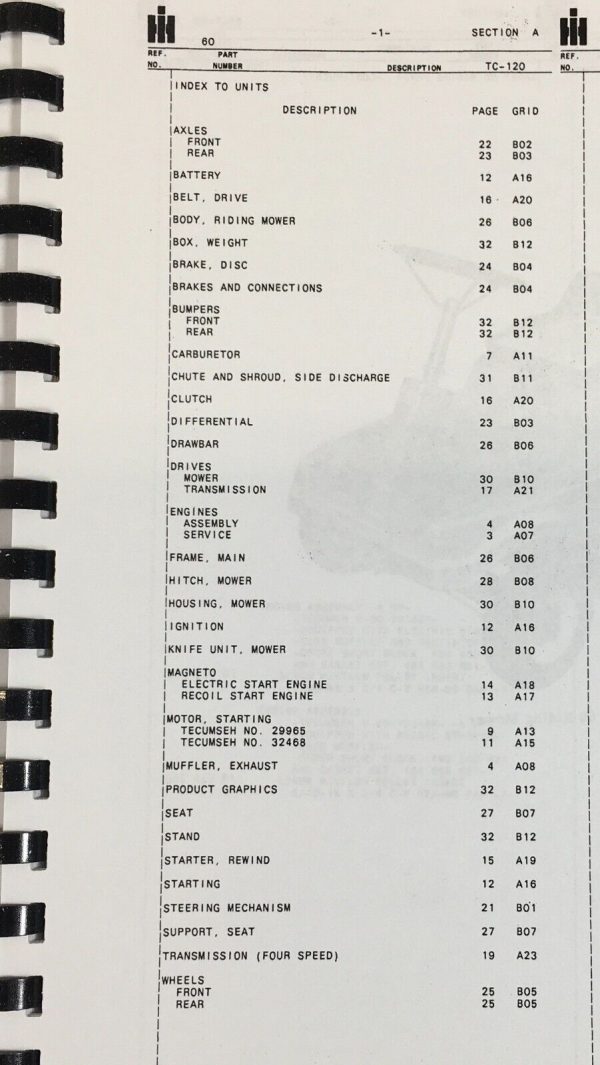 IH 60 -1- SECTION A IH
REF. PART REF.
NO. NUMBER DESCRIPTION TC-120 NO.
INDEX TO UNITS
DESCRIPTION PAGE GRID
AXLES
FRONT 22 B02
REAR 23 B03
BATTERY 12 A16
BELT, DRIVE 16 A20
BODY, RIDING MOWER 26 B06
BOX, WEIGHT 32 B12
BRAKE, DISC 24 B04
BRAKES AND CONNECTIONS 24 B04
BUMPERS
FRONT 32 B12
REAR 32 B12
CARBURETOR 7 A11
CHUTE AND SHROUD, SIDE DISCHARGE 31 B11
CLUTCH 16 A20
DIFFERENTIAL 23 B03
DRAWBAR 26 B06
DRIVES
MOWER 30 B10
TRANSMISSION 17 A21
ENGINES
ASSEMBLY 4 A08
SERVICE 3 A07
FRAME, MAIN 26 B06
HITCH, MOWER 28 B08
HOUSING, MOWER 30 B10
IGNITION 12 A16
KNIFE UNIT, MOWER 30 B10
MAGNETO
ELECTRIC START ENGINE 14 A18
RECOIL START ENGINE 13 A17
MOTOR, STARTING
TECUMSEH NO. 29965 9 A13
TECUMSEH NO. 32468 11 A15
MUFFLER, EXHAUST 4 A08
PRODUCT GRAPHICS 32 B12
SEAT 27 B07
STAND 32 B12
STARTER, REWIND 15 A19
STARTING 12 A16
STEERING MECHANISM 21 B01
SUPPORT, SEAT 27 B07
TRANSMISSION (FOUR SPEED) 19 A23
WHEELS
FRONT 25 B05
REAR 25 B05